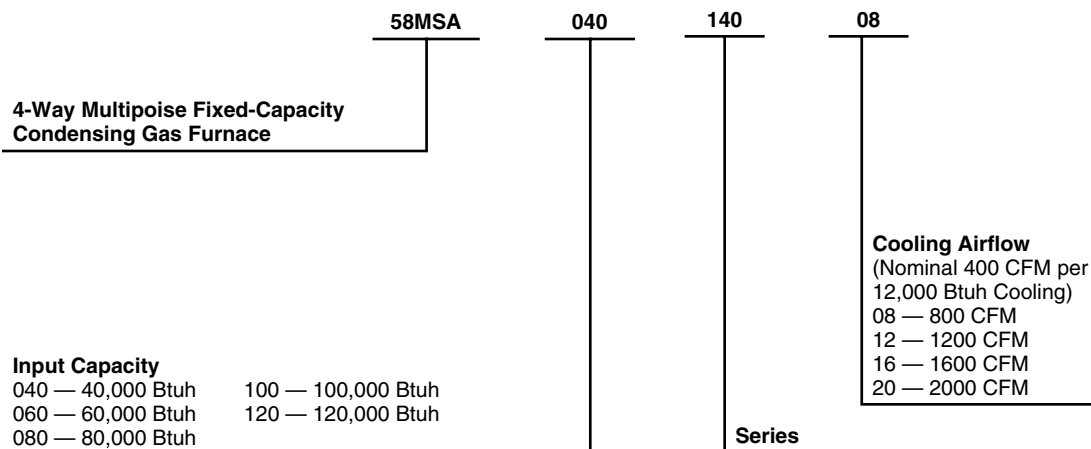 58MSA 040 140 08
4-Way Multipoise Fixed-Capacity
Condensing Gas Furnace
Cooling Airflow
(Nominal 400 CFM per
12,000 Btuh Cooling)
08 — 800 CFM
12 — 1200 CFM
16 — 1600 CFM
20 — 2000 CFM
Input Capacity
040 — 40,000 Btuh 100 — 100,000 Btuh
060 — 60,000 Btuh 120 — 120,000 Btuh
080 — 80,000 Btuh
Series